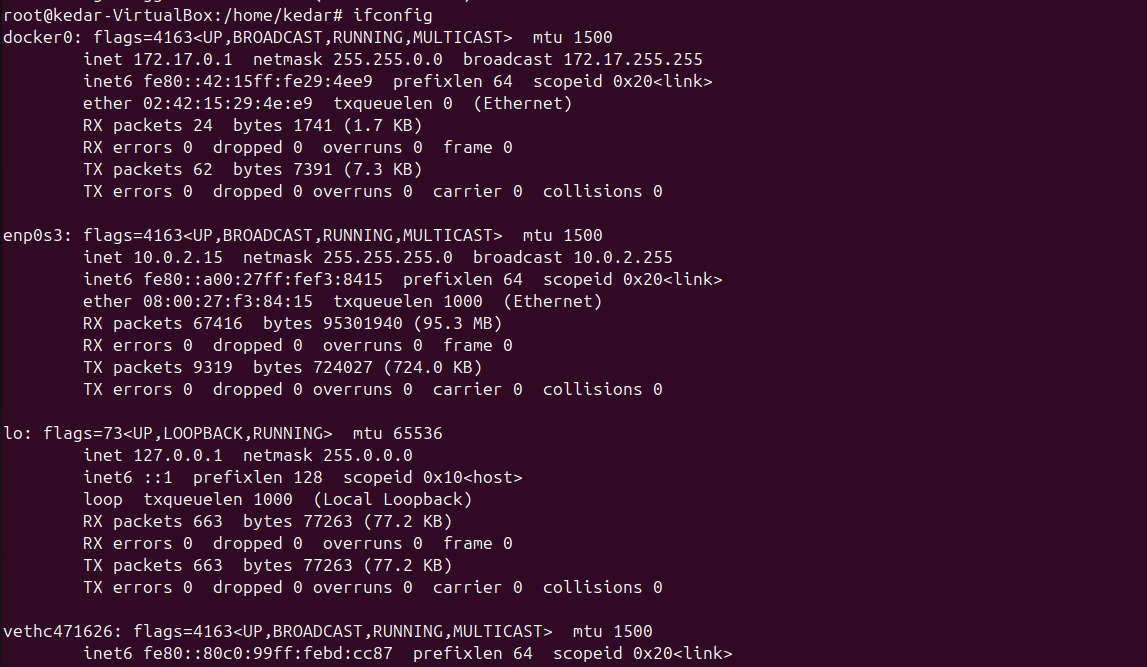 root@kedar-VirtualBox:/home/kedar# ifconfig
docker0: flags=4163<UP,BROADCAST,RUNNING,MULTICAST>  mtu 1500
        inet 172.17.0.1  netmask 255.255.0.0  broadcast 172.17.255.255
        inet6 fe80::42:15ff:fe29:4ee9  prefixlen 64  scopeid 0x20<link>
        ether 02:42:15:29:4e:e9  txqueuelen 0  (Ethernet)
        RX packets 24  bytes 1741 (1.7 KB)
        RX errors 0  dropped 0  overruns 0  frame 0
        TX packets 62  bytes 7391 (7.3 KB)
        TX errors 0  dropped 0 overruns 0  carrier 0  collisions 0

enp0s3: flags=4163<UP,BROADCAST,RUNNING,MULTICAST>  mtu 1500
        inet 10.0.2.15  netmask 255.255.255.0  broadcast 10.0.2.255
        inet6 fe80::a00:27ff:fef3:8415  prefixlen 64  scopeid 0x20<link>
        ether 08:00:27:f3:84:15  txqueuelen 1000  (Ethernet)
        RX packets 67416  bytes 95301940 (95.3 MB)
        RX errors 0  dropped 0  overruns 0  frame 0
        TX packets 9319  bytes 724027 (724.0 KB)
        TX errors 0  dropped 0 overruns 0  carrier 0  collisions 0

lo: flags=73<UP,LOOPBACK,RUNNING>  mtu 65536
        inet 127.0.0.1  netmask 255.0.0.0
        inet6 ::1  prefixlen 128  scopeid 0x10<host>
        loop  txqueuelen 1000  (Local Loopback)
        RX packets 663  bytes 77263 (77.2 KB)
        RX errors 0  dropped 0  overruns 0  frame 0
        TX packets 663  bytes 77263 (77.2 KB)
        TX errors 0  dropped 0 overruns 0  carrier 0  collisions 0

vethc471626: flags=4163<UP,BROADCAST,RUNNING,MULTICAST>  mtu 1500
        inet6 fe80::80c0:99ff:febd:cc87  prefixlen 64  scopeid 0x20<link>